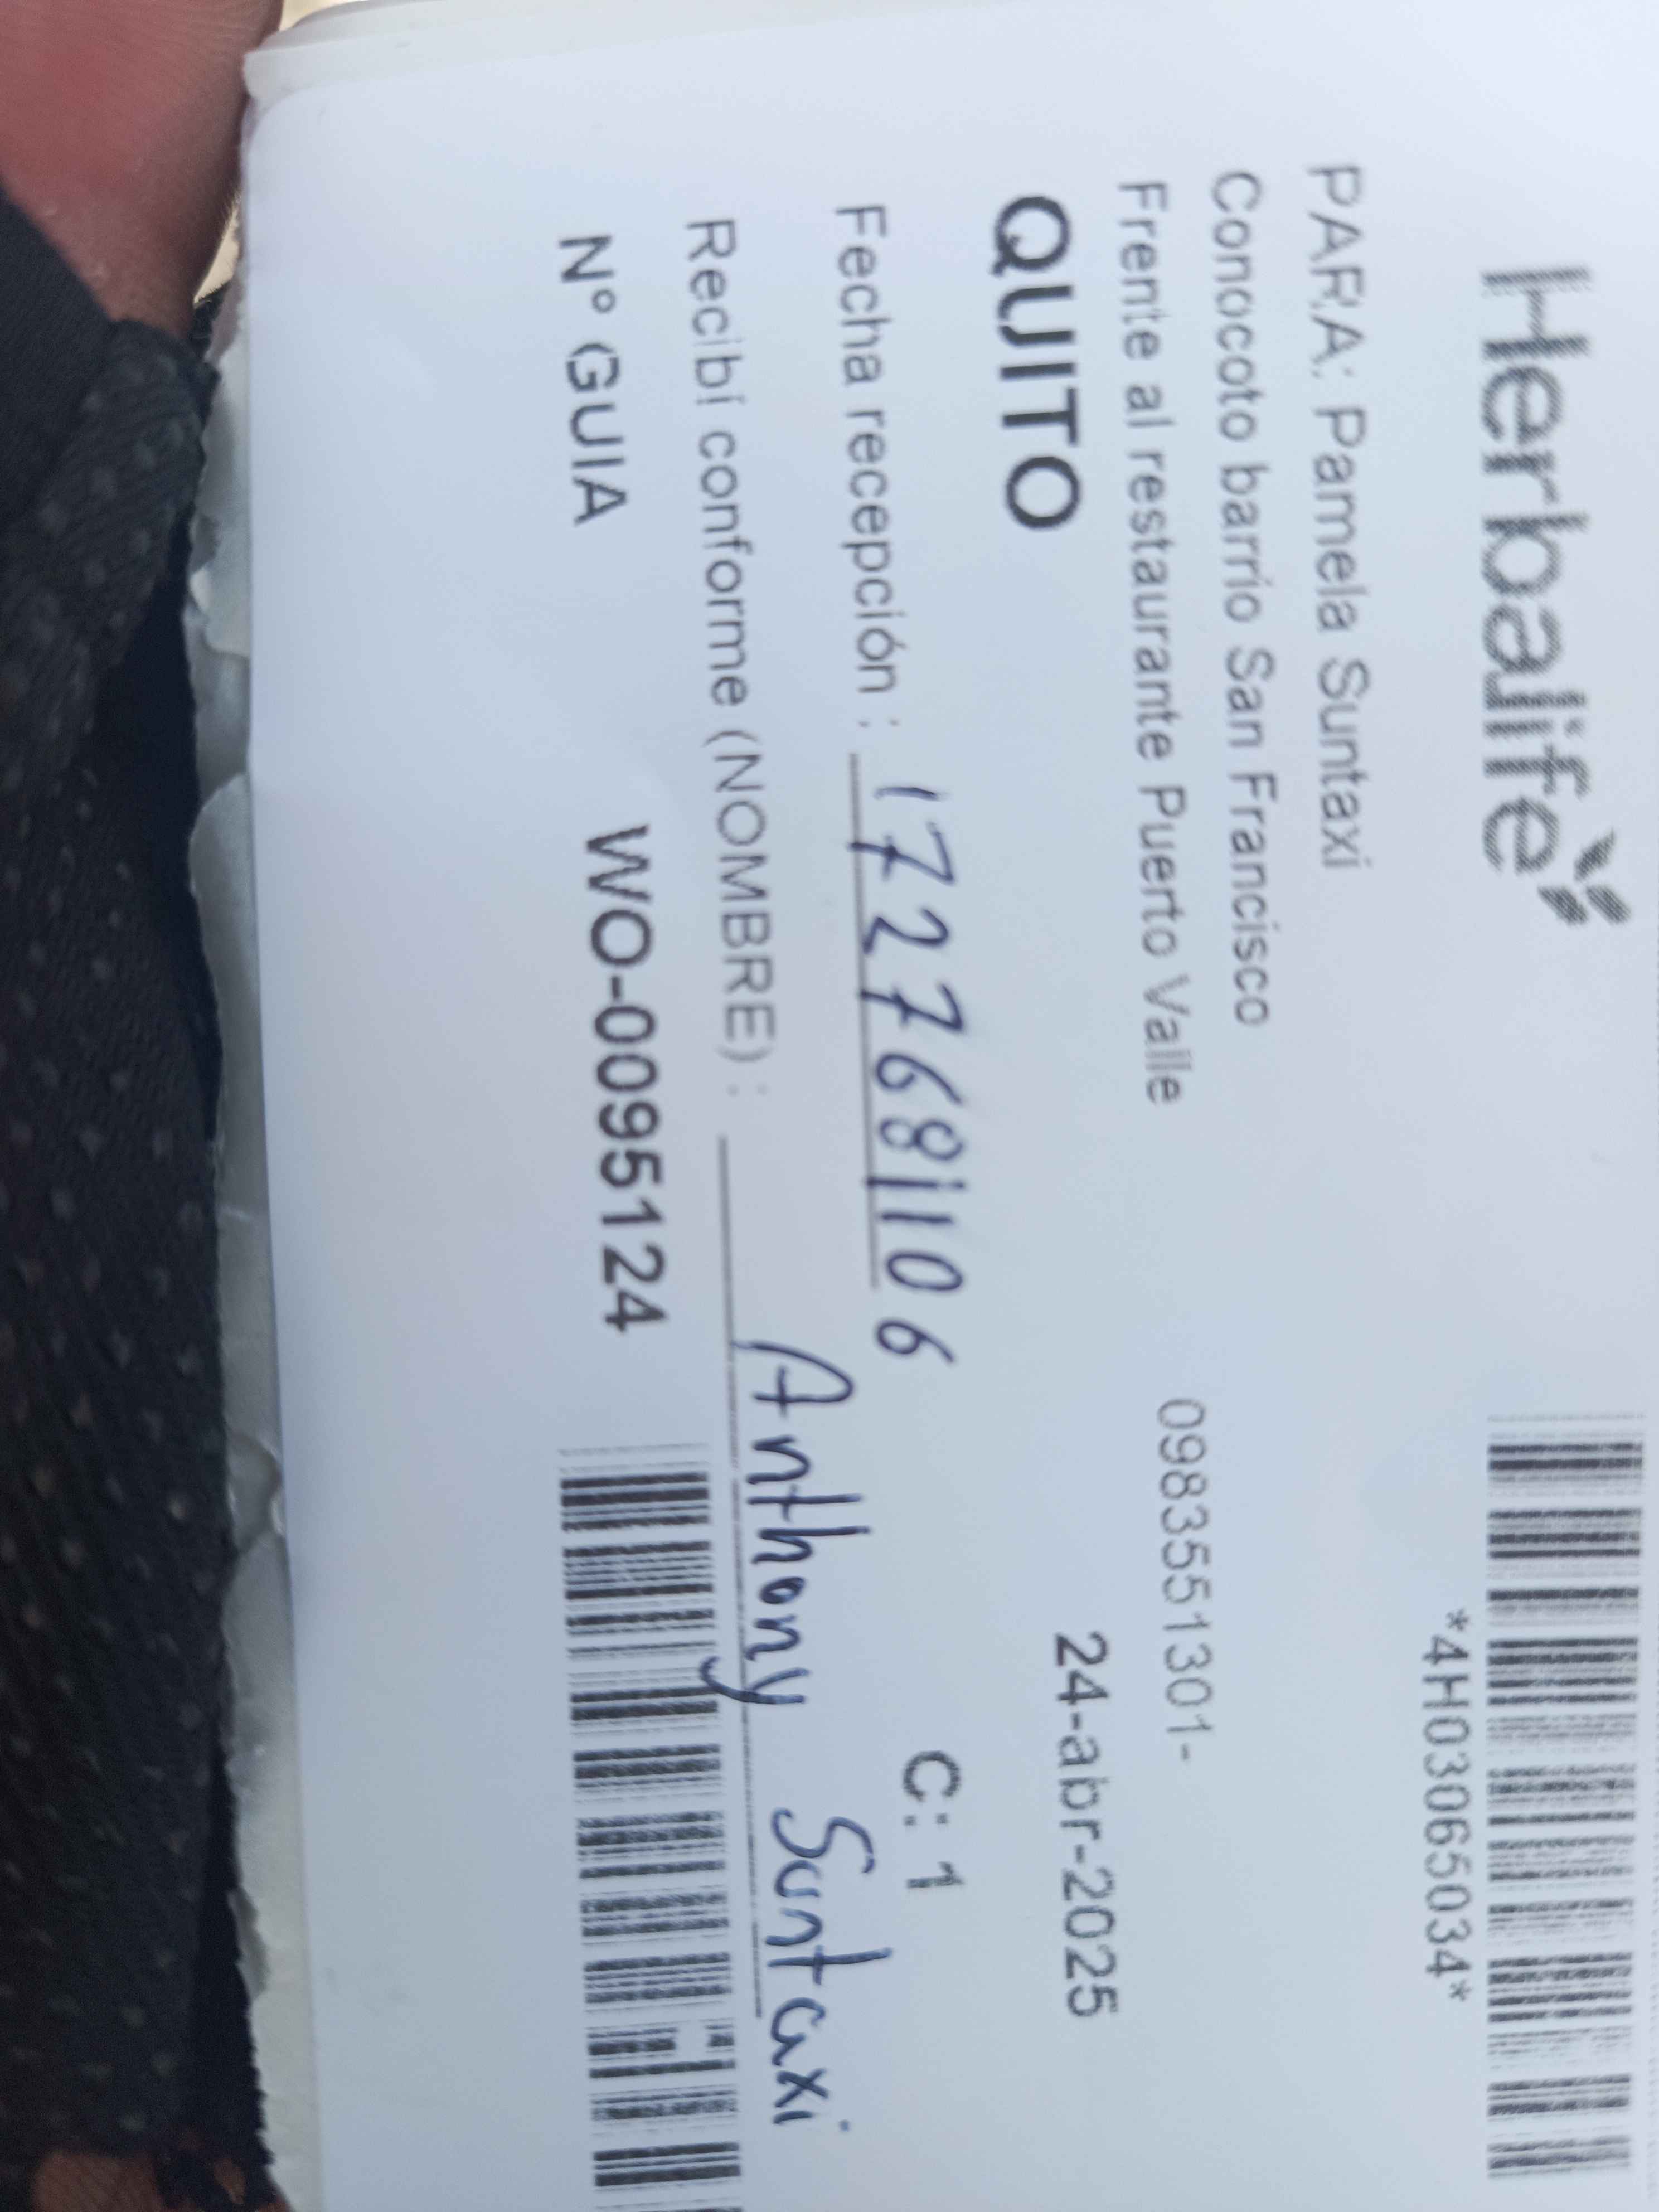 Herbalife
*4H03065034*
PARA: Pamela Suntaxi
Conocoto barrio San Francisco
Frente al restaurante Puerto Valle 0983551301-
QUITO 24-abr-2025
Fecha recepción : 1727681106 C: 1
Recibí conforme (NOMBRE) : Anthony Suntaxi
N° GUIA WO-0095124